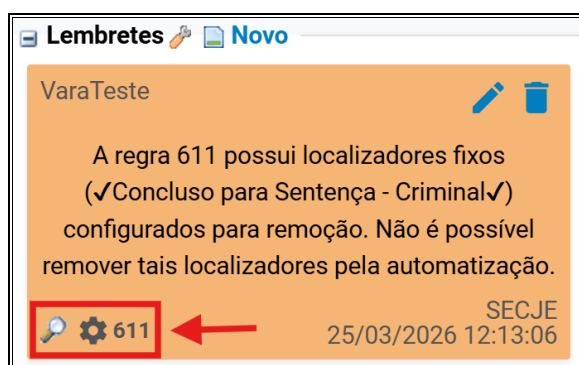 Lembretes Novo
VaraTeste
A regra 611 possui localizadores fixos
(✓Concluso para Sentença - Criminal✓)
configurados para remoção. Não é possível
remover tais localizadores pela automatização.
611
SECJE
25/03/2026 12:13:06